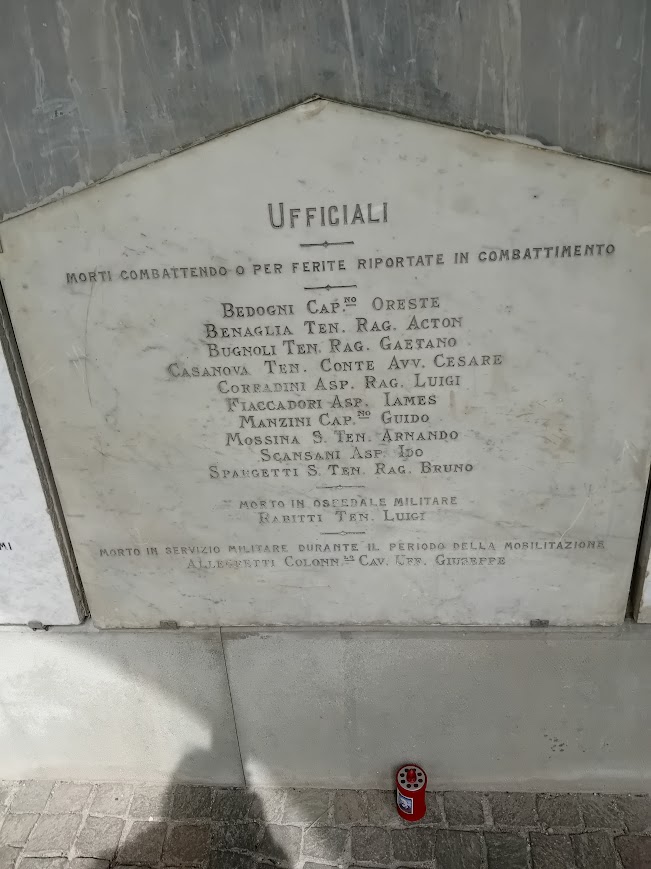 UFFICIALI
MORTI COMBATTENDO O PER FERITE RIPORTATE IN COMBATTIMENTO
BEDOGNI CAP.NO ORESTE
BENAGLIA TEN. RAG. ACTON
BUGNOLI TEN. RAG. GAETANO
CASANOVA TEN. CONTE AVV. CESARE
CORRADINI ASP. RAG. LUIGI
FIACCADORI ASP. IAMES
MANZINI CAP.NO GUIDO
MOSSINA S. TEN. ARNANDO
SCANSANI ASP. IDO
SPAGGETTI S. TEN. RAG. BRUNO
MORTO IN OSPEDALE MILITARE
RABITTI TEN. LUIGI
MORTO IN SERVIZIO MILITARE DURANTE IL PERIODO DELLA MOBILITAZIONE
ALLEGRETTI COLONN.LO CAV. UFF. GIUSEPPE
MI